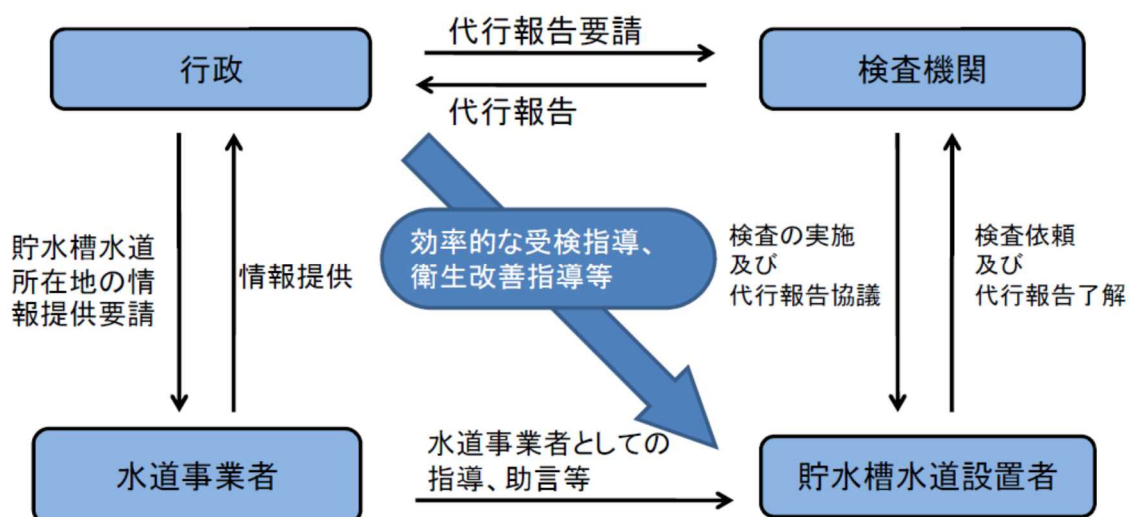 代行報告要請
行政
検査機関
代行報告
貯水槽水道
所在地の情
報提供要請
情報提供
効率的な受検指導、
衛生改善指導等
検査の実施
及び
代行報告協議
検査依頼
及び
代行報告了解
水道事業者
水道事業者としての
指導、助言等
貯水槽水道設置者